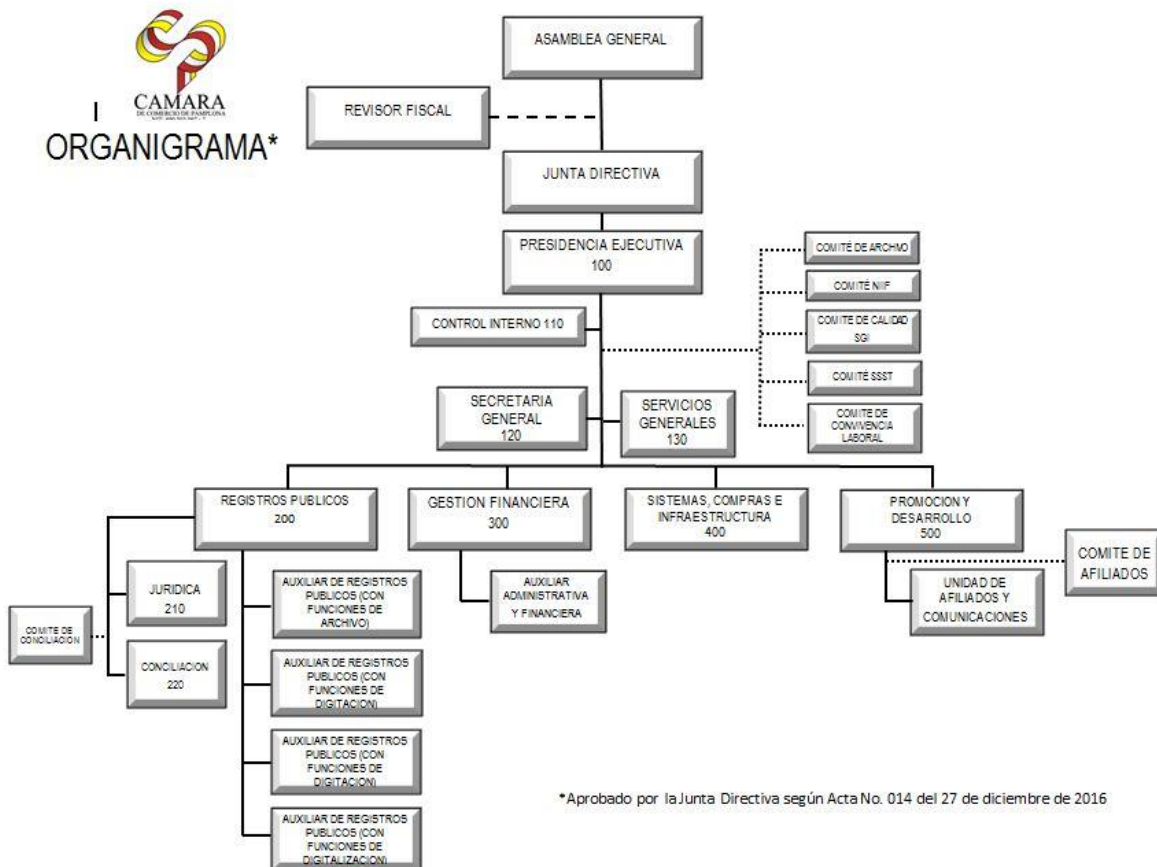 CAMARA
DE COMERCIO DE PAMPLONA
ORGANIGRAMA*
ASAMBLEA GENERAL
REVISOR FISCAL
JUNTA DIRECTIVA
PRESIDENCIA EJECUTIVA
100
COMITÉ DE ARCHIVO
COMITÉ NIIF
COMITE DE CALIDAD
SGI
COMITÉ SSST
COMITE DE
CONVIVENCIA
LABORAL
CONTROL INTERNO 110
SECRETARIA
GENERAL
120
SERVICIOS
GENERALES
130
REGISTROS PUBLICOS
200
GESTION FINANCIERA
300
SISTEMAS, COMPRAS E
INFRAESTRUCTURA
400
PROMOCION Y
DESARROLLO
500
COMITE DE
AFILIADOS
JURIDICA
210
COMITE DE
CONCILIACION
CONCILIACION
220
AUXILIAR DE REGISTROS
PUBLICOS (CON
FUNCIONES DE
ARCHIVO)
AUXILIAR DE REGISTROS
PUBLICOS (CON
FUNCIONES DE
DIGITACION)
AUXILIAR DE REGISTROS
PUBLICOS (CON
FUNCIONES DE
DIGITACION)
AUXILIAR DE REGISTROS
PUBLICOS (CON
FUNCIONES DE
DIGITALIZACION)
AUXILIAR
ADMINISTRATIVA
Y FINANCIERA
UNIDAD DE
AFILIADOS Y
COMUNICACIONES
*Aprobado por la Junta Directiva según Acta No. 014 del 27 de diciembre de 2016